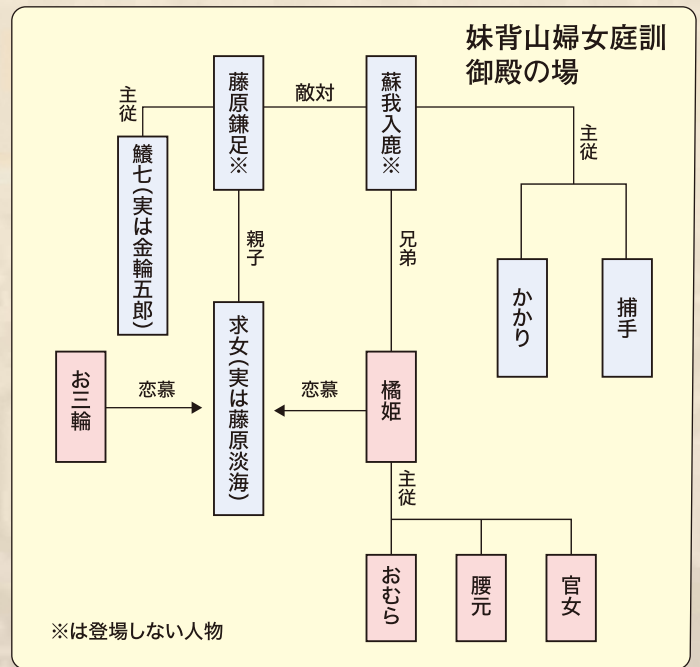 妹背山婦女庭訓
御殿の場
主従
藤原鎌足※
敵対
蘇我入鹿※
主従
鱶七(実は金輪五郎)
親子
兄弟
かかり
捕手
お三輪
恋慕
求女(実は藤原淡海)
恋慕
橘姫
主従
おむら
腰元
官女
※は登場しない人物